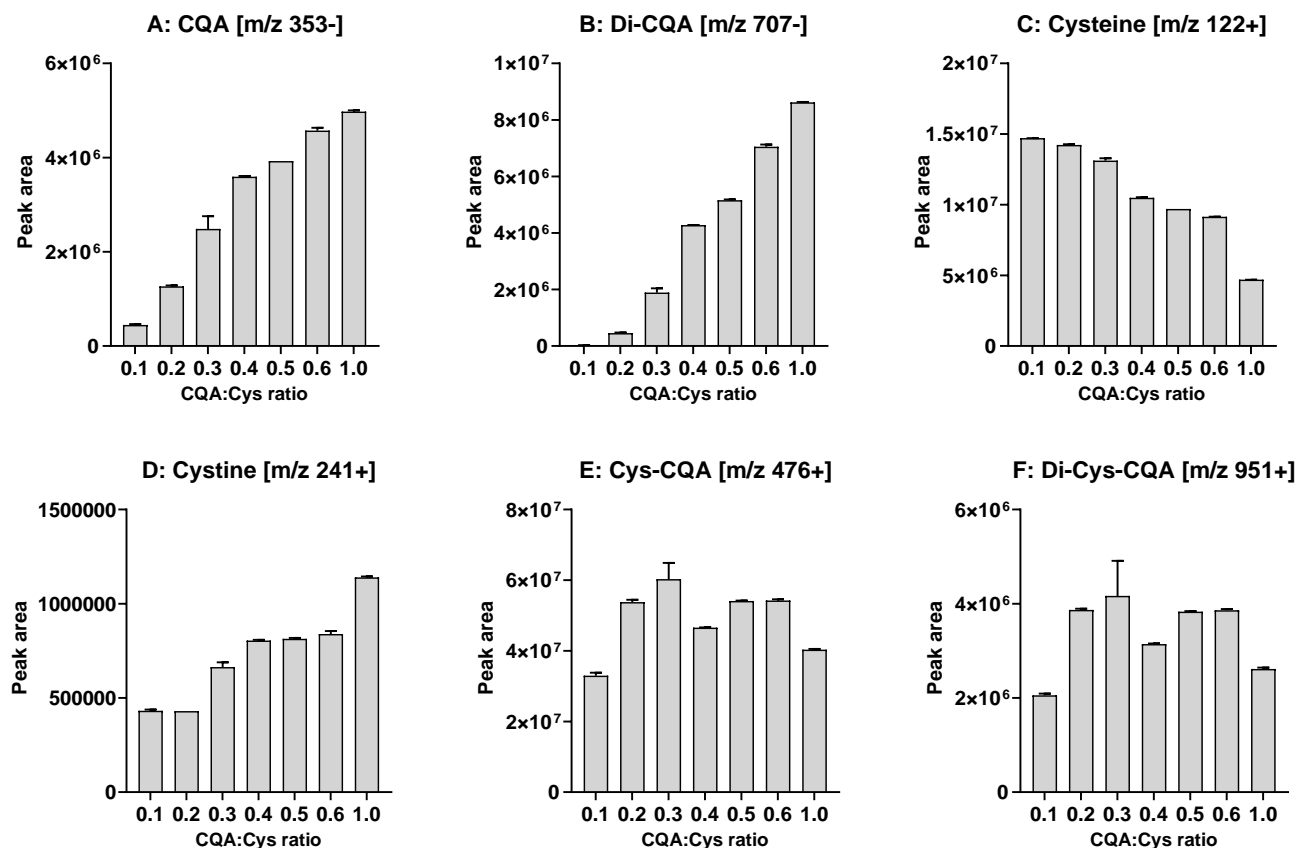 A: CQA [m/z 353-]
6×10⁶
4×10⁶
2×10⁶
0
Peak area
0.1 0.2 0.3 0.4 0.5 0.6 1.0
CQA:Cys ratio
B: Di-CQA [m/z 707-]
1×10⁷
8×10⁶
6×10⁶
4×10⁶
2×10⁶
0
Peak area
0.1 0.2 0.3 0.4 0.5 0.6 1.0
CQA:Cys ratio
C: Cysteine [m/z 122+]
2×10⁷
1.5×10⁷
1×10⁷
5×10⁶
0
Peak area
0.1 0.2 0.3 0.4 0.5 0.6 1.0
CQA:Cys ratio
D: Cystine [m/z 241+]
1500000
1000000
500000
0
Peak area
0.1 0.2 0.3 0.4 0.5 0.6 1.0
CQA:Cys ratio
E: Cys-CQA [m/z 476+]
8×10⁷
6×10⁷
4×10⁷
2×10⁷
0
Peak area
0.1 0.2 0.3 0.4 0.5 0.6 1.0
CQA:Cys ratio
F: Di-Cys-CQA [m/z 951+]
6×10⁶
4×10⁶
2×10⁶
0
Peak area
0.1 0.2 0.3 0.4 0.5 0.6 1.0
CQA:Cys ratio